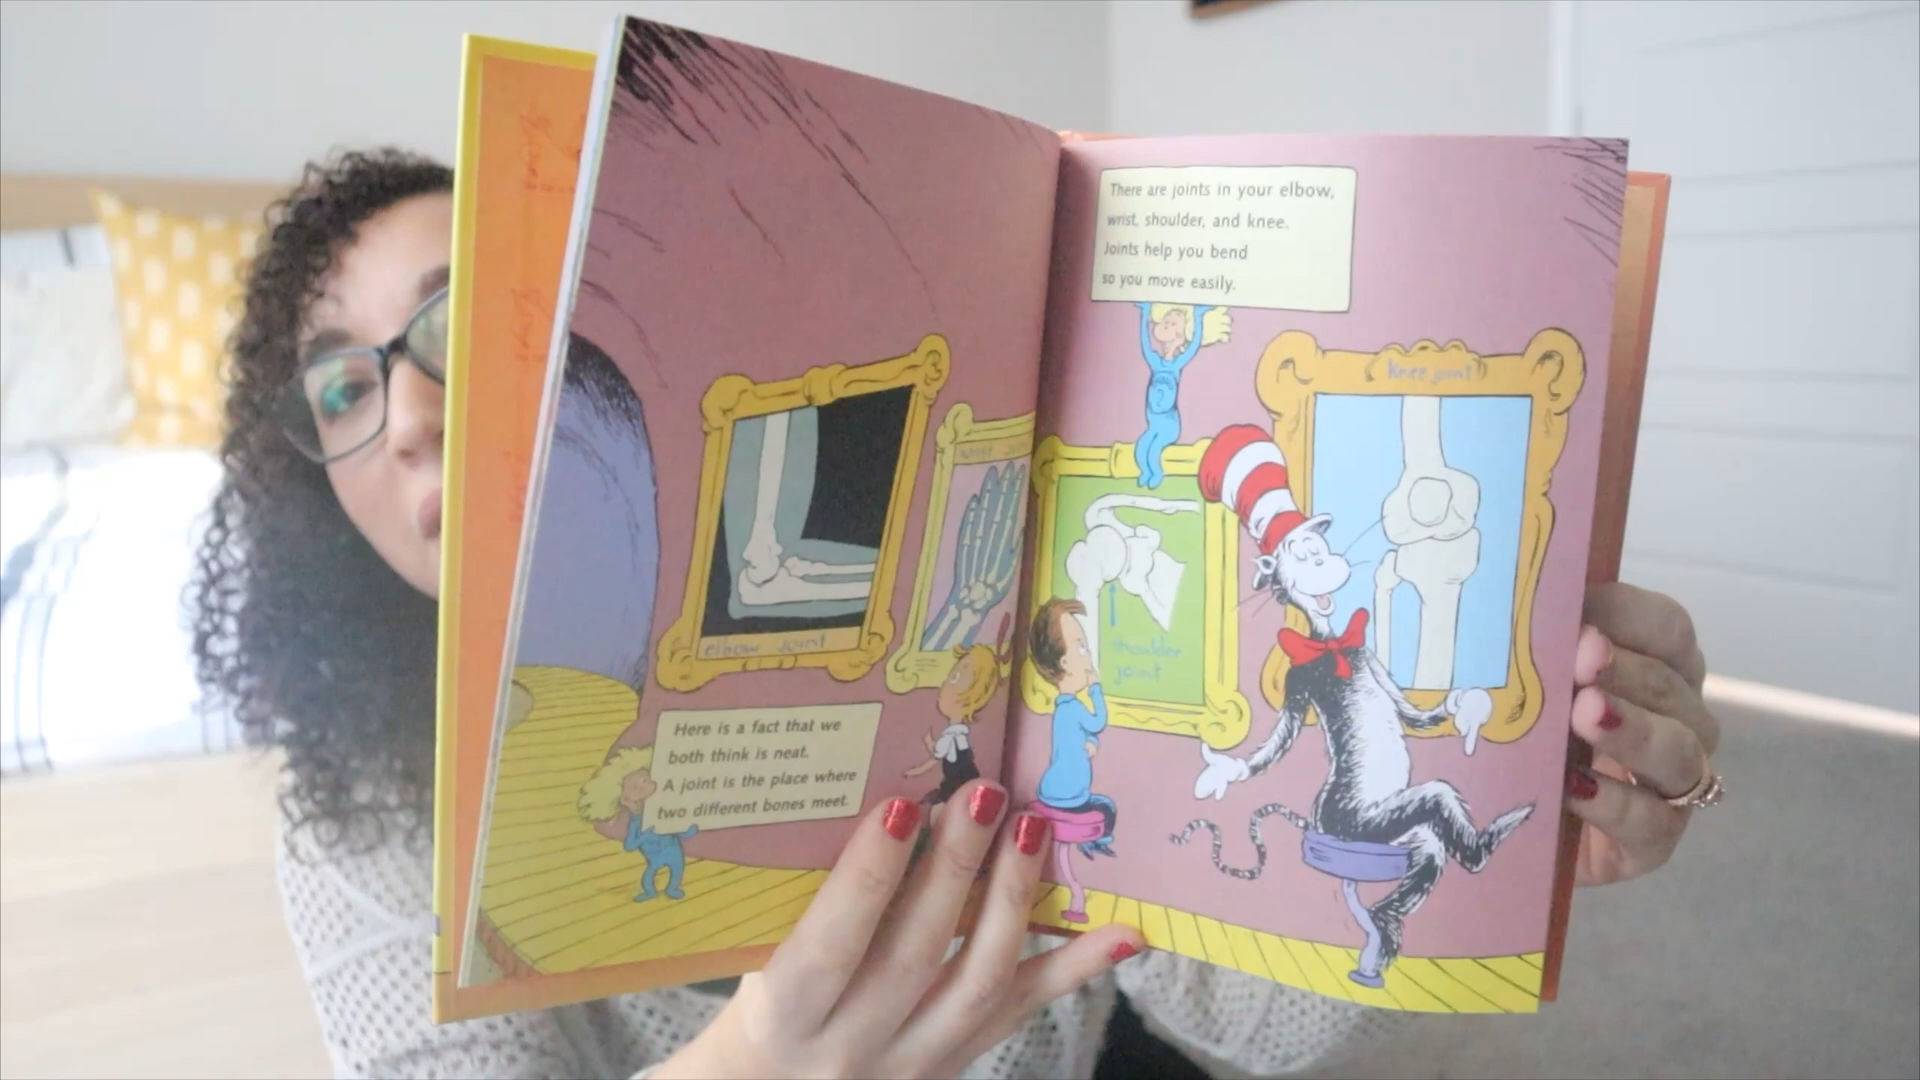 Here is a fact that we
both think is neat.
A joint is the place where
two different bones meet.
elbow joint
There are joints in your elbow,
wrist, shoulder, and knee.
Joints help you bend
so you move easily.
shoulder
joint
Knee joint